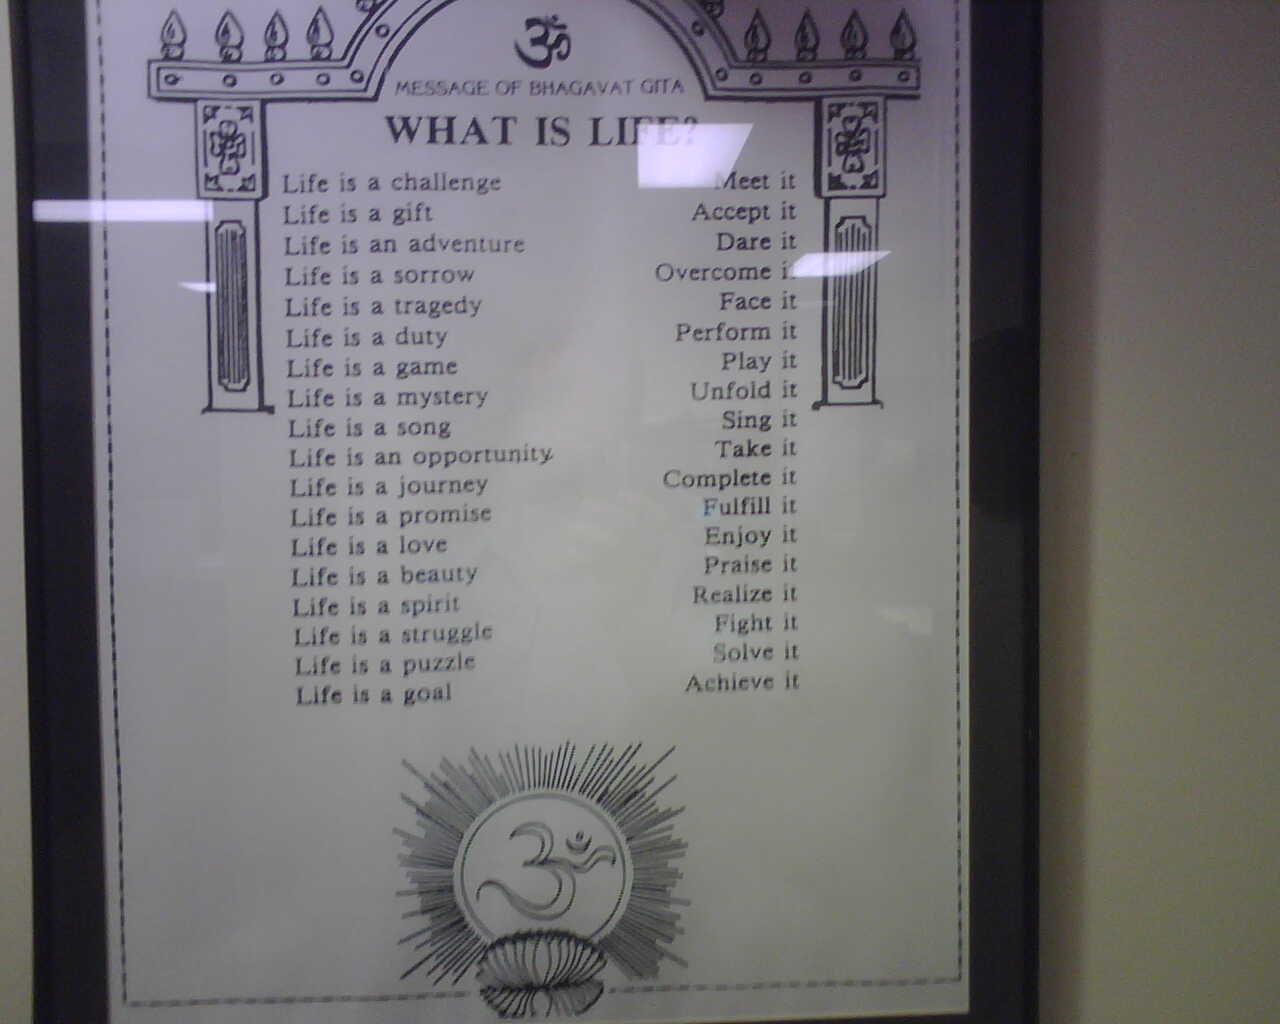 ॐ
MESSAGE OF BHAGAVAT GITA
WHAT IS LIFE?
Life is a challenge Meet it
Life is a gift Accept it
Life is an adventure Dare it
Life is a sorrow Overcome it
Life is a tragedy Face it
Life is a duty Perform it
Life is a game Play it
Life is a mystery Unfold it
Life is a song Sing it
Life is an opportunity Take it
Life is a journey Complete it
Life is a promise Fulfill it
Life is a love Enjoy it
Life is a beauty Praise it
Life is a spirit Realize it
Life is a struggle Fight it
Life is a puzzle Solve it
Life is a goal Achieve it
ॐ